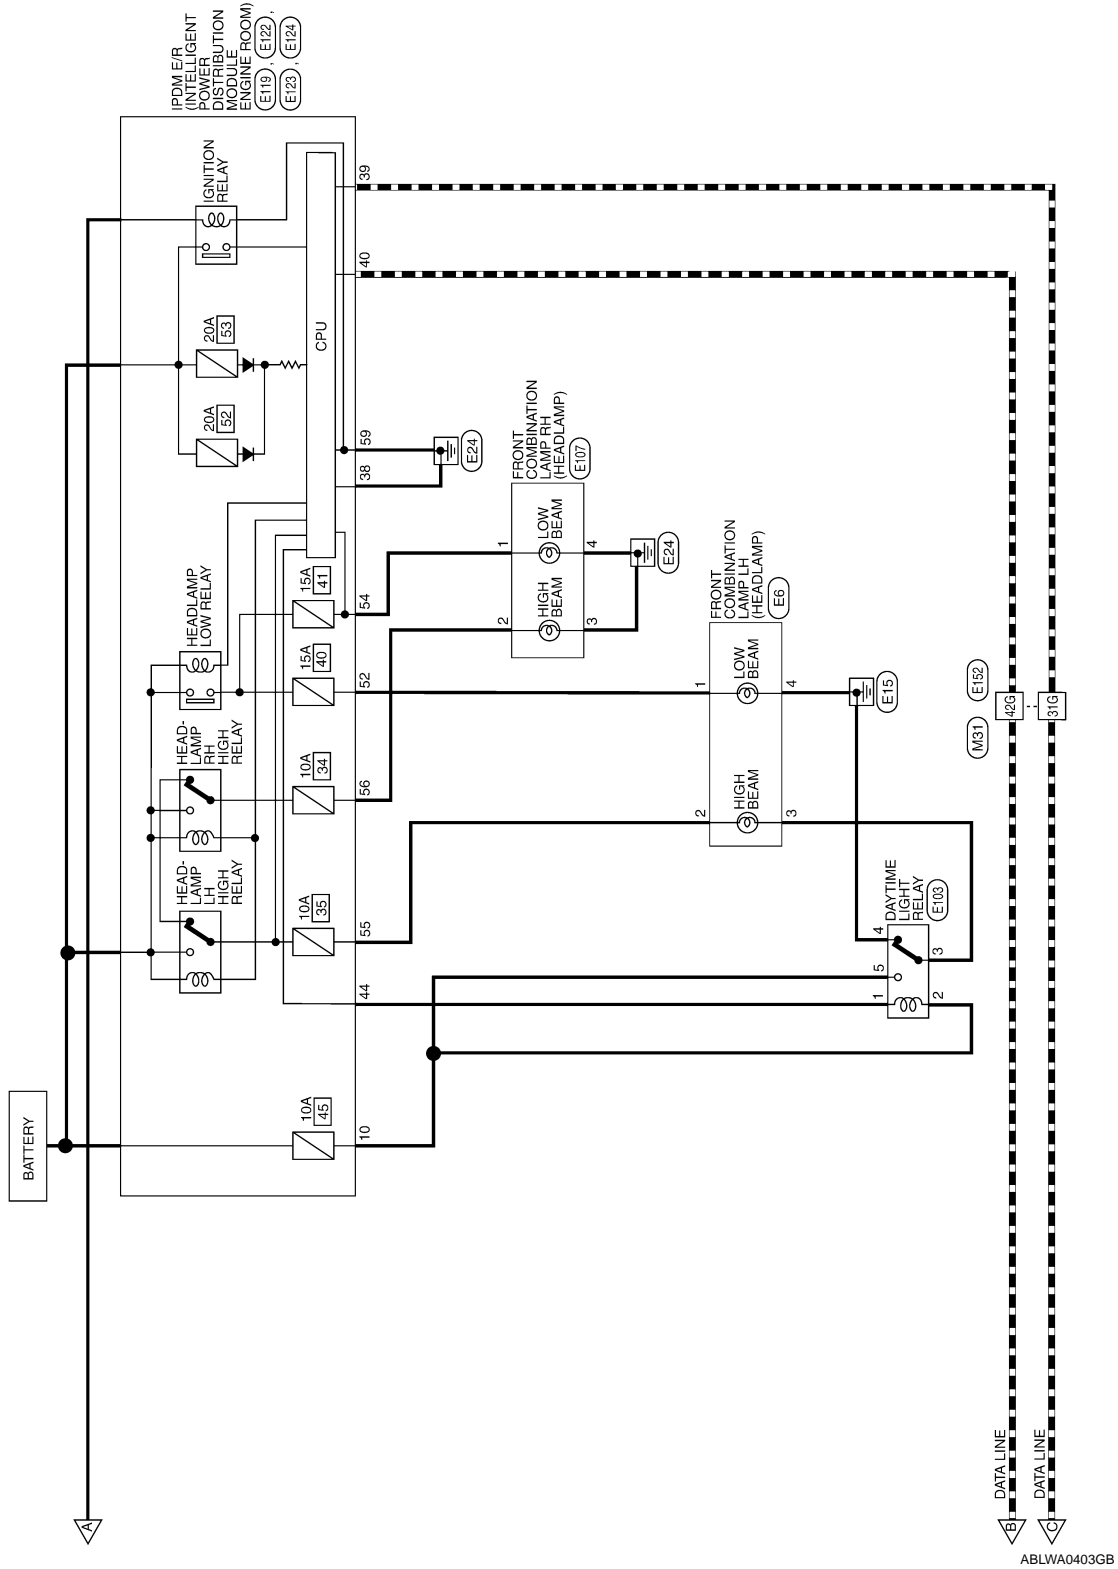 IPDM E/R
(INTELLIGENT
POWER
DISTRIBUTION
MODULE
ENGINE ROOM)
E119 , E122 ,
E123 , E124
BATTERY
A
IGNITION
RELAY
20A
53
20A
52
CPU
HEADLAMP
LOW RELAY
HEAD-
LAMP
RH
HIGH
RELAY
HEAD-
LAMP
LH
HIGH
RELAY
15A
41
15A
40
10A
34
10A
35
10A
45
39
40
59
38
54
52
56
55
44
10
E24
FRONT
COMBINATION
LAMP RH
(HEADLAMP)
E107
1
LOW
BEAM
4
2
HIGH
BEAM
3
E24
FRONT
COMBINATION
LAMP LH
(HEADLAMP)
E6
1
LOW
BEAM
4
2
HIGH
BEAM
3
E15
DAYTIME
LIGHT
RELAY
E103
4
5
1
3
2
E152
M31
42G
31G
DATA LINE
B
DATA LINE
C
ABLWA0403GB